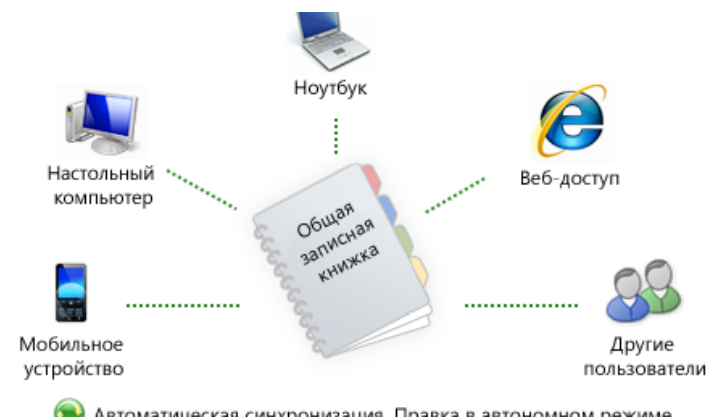 Ноутбук
Настольный
компьютер
Веб-доступ
Общая
записная
книжка
Мобильное
устройство
Другие
пользователи
Автоматическая синхронизация. Правка в автономном режиме